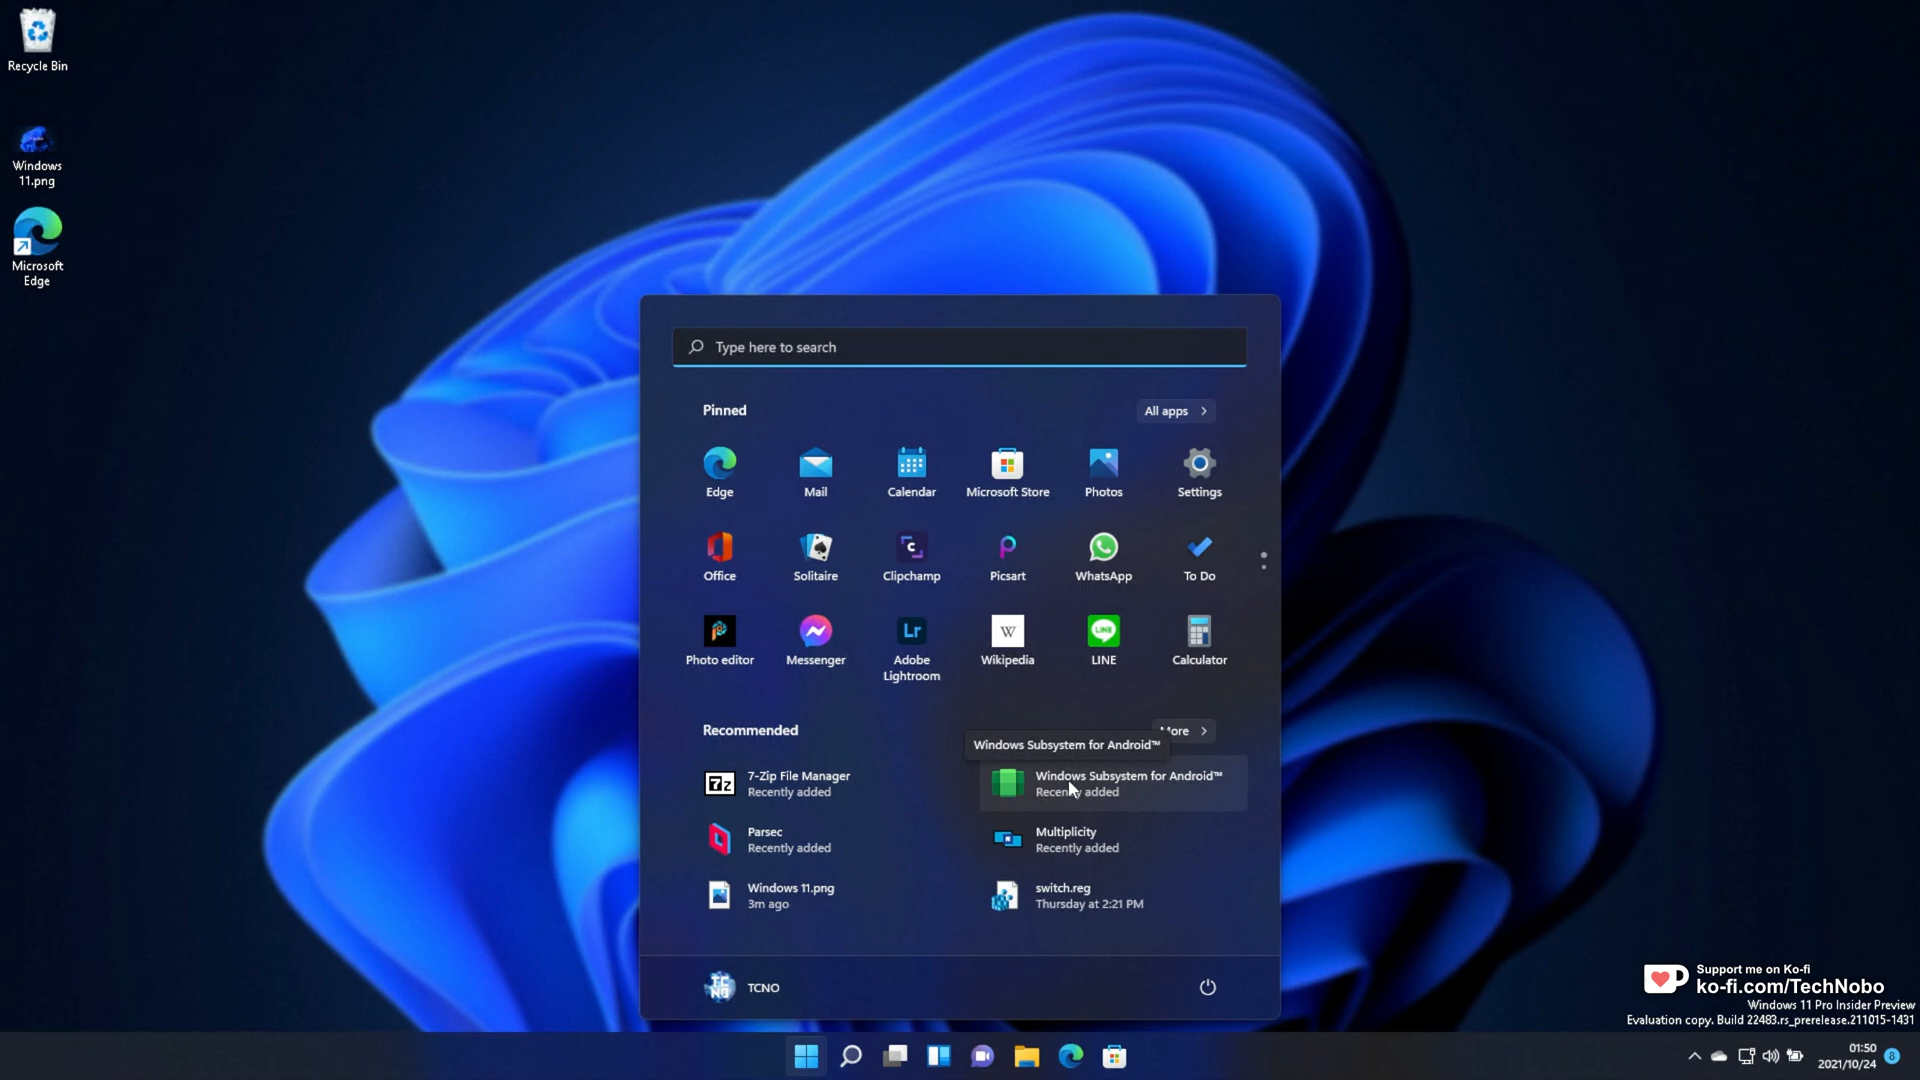 Recycle Bin
Windows
11.png
Microsoft
Edge
Type here to search
Pinned
All apps
Edge
Mail
Calendar
Microsoft Store
Photos
Settings
Office
Solitaire
Clipchamp
Picsart
WhatsApp
To Do
Photo editor
Messenger
Lr
Adobe
Lightroom
W
Wikipedia
LINE
LINE
Calculator
Recommended
More
Windows Subsystem for Android™
7z
7-Zip File Manager
Recently added
Windows Subsystem for Android™
Recently added
Parsec
Recently added
Multiplicity
Recently added
Windows 11.png
3m ago
switch.reg
Thursday at 2:21 PM
TCNO
TCNO
Support me on Ko-fi
ko-fi.com/TechNobo
Windows 11 Pro Insider Preview
Evaluation copy. Build 22483.rs_prerelease.211015-1431
01:50
2021/10/24
8